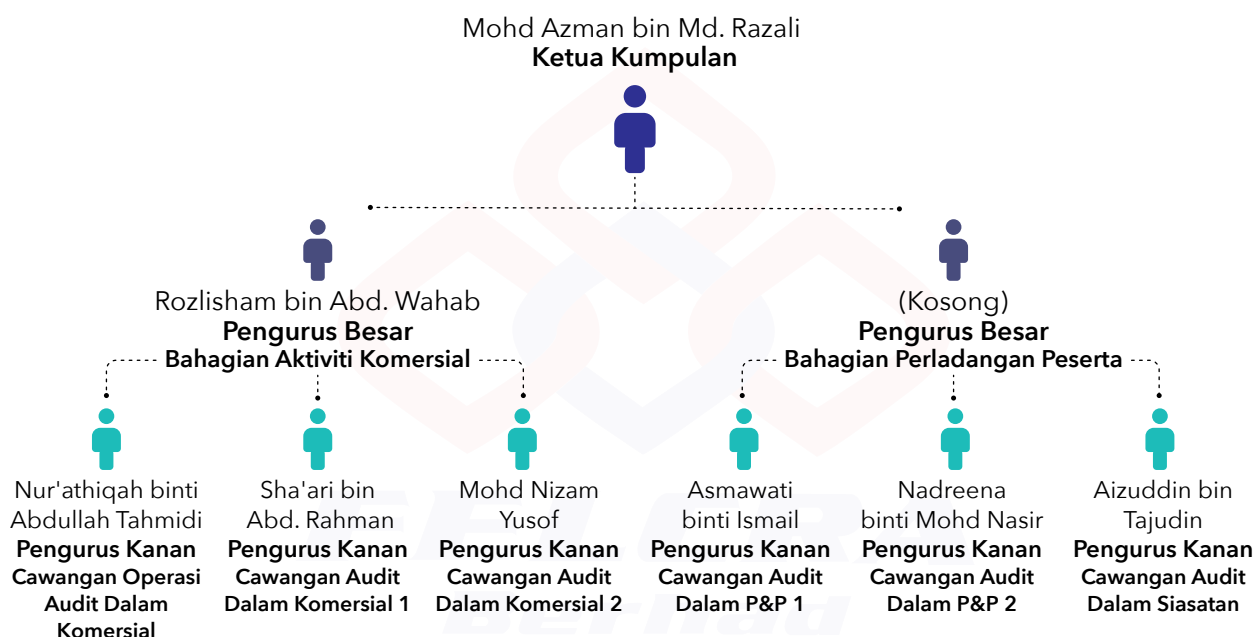 Mohd Azman bin Md. Razali
Ketua Kumpulan
Rozlisham bin Abd. Wahab
Pengurus Besar
Bahagian Aktiviti Komersial
(Kosong)
Pengurus Besar
Bahagian Perladangan Peserta
Nur'athiqah binti
Abdullah Tahmidi
Pengurus Kanan
Cawangan Operasi
Audit Dalam
Komersial
Sha'ari bin
Abd. Rahman
Pengurus Kanan
Cawangan Audit
Dalam Komersial 1
Mohd Nizam
Yusof
Pengurus Kanan
Cawangan Audit
Dalam Komersial 2
Asmawati
binti Ismail
Pengurus Kanan
Cawangan Audit
Dalam P&P 1
Nadreena
binti Mohd Nasir
Pengurus Kanan
Cawangan Audit
Dalam P&P 2
Aizuddin bin
Tajudin
Pengurus Kanan
Cawangan Audit
Dalam Siasatan
FELCRA
Berhad